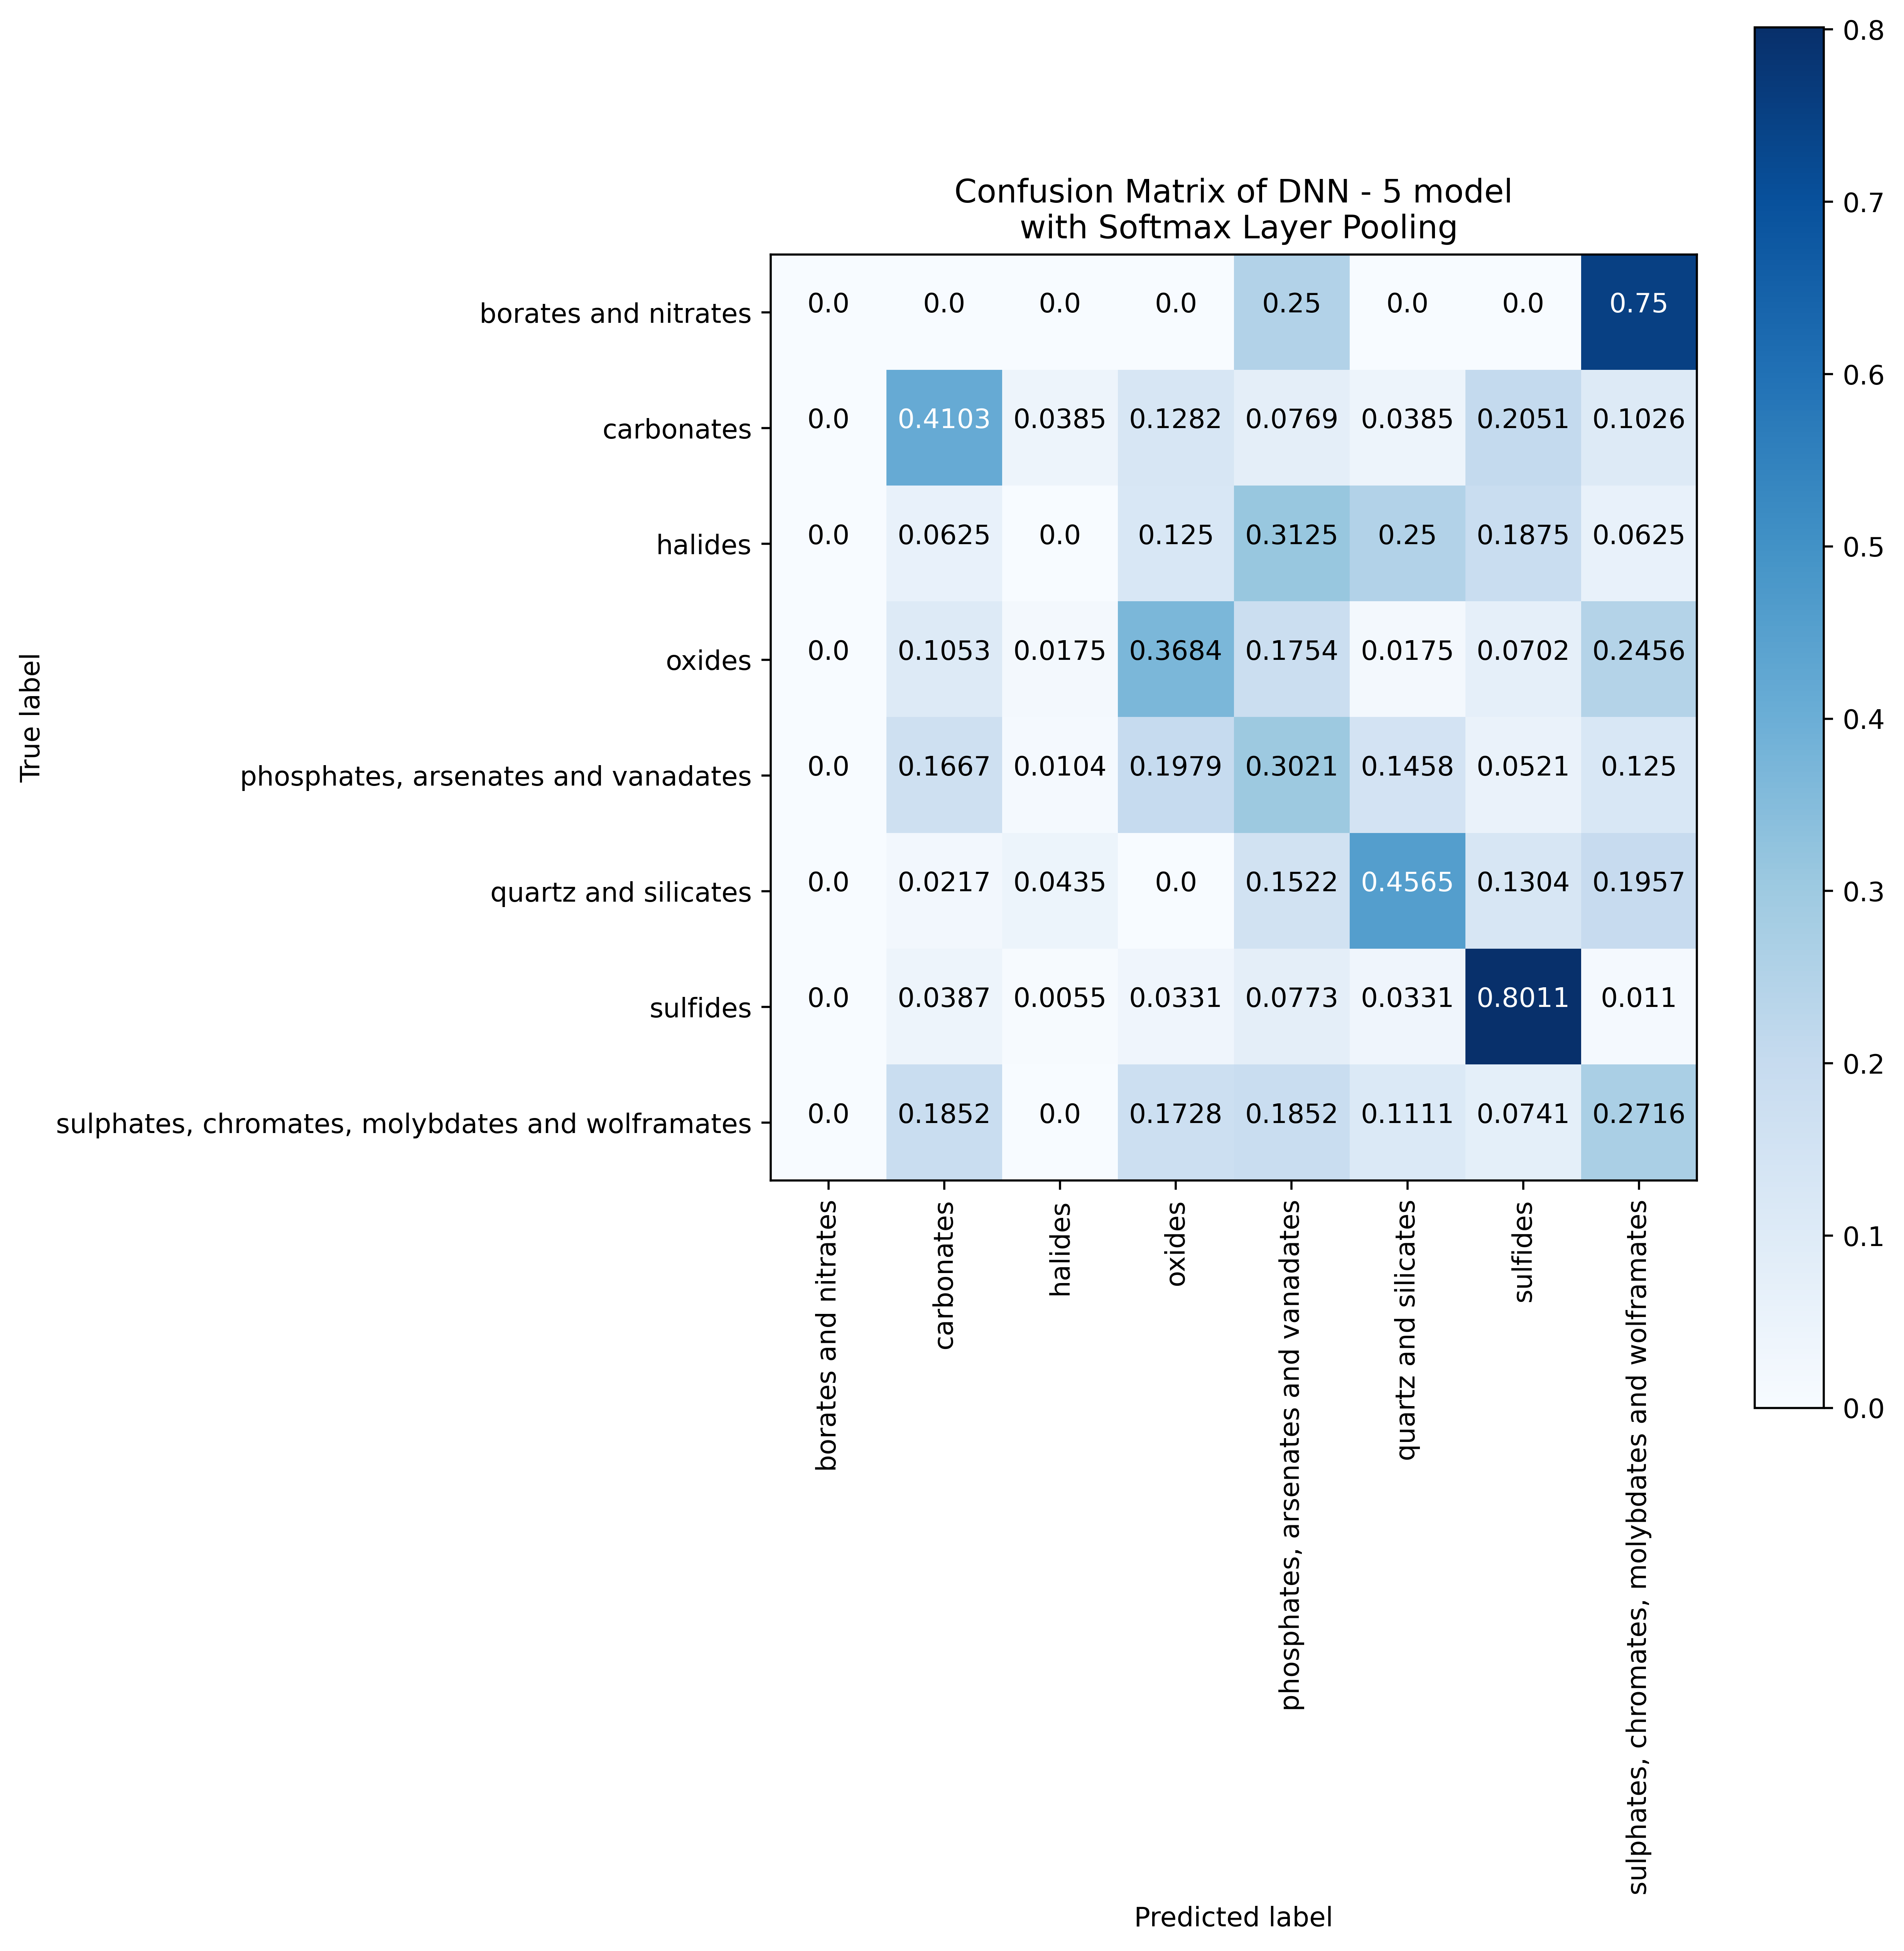 Confusion Matrix of DNN - 5 model
with Softmax Layer Pooling
True label
borates and nitrates 0.0 0.0 0.0 0.0 0.25 0.0 0.0 0.75
carbonates 0.0 0.4103 0.0385 0.1282 0.0769 0.0385 0.2051 0.1026
halides 0.0 0.0625 0.0 0.125 0.3125 0.25 0.1875 0.0625
oxides 0.0 0.1053 0.0175 0.3684 0.1754 0.0175 0.0702 0.2456
phosphates, arsenates and vanadates 0.0 0.1667 0.0104 0.1979 0.3021 0.1458 0.0521 0.125
quartz and silicates 0.0 0.0217 0.0435 0.0 0.1522 0.4565 0.1304 0.1957
sulfides 0.0 0.0387 0.0055 0.0331 0.0773 0.0331 0.8011 0.011
sulphates, chromates, molybdates and wolframates 0.0 0.1852 0.0 0.1728 0.1852 0.1111 0.0741 0.2716
borates and nitrates
carbonates
halides
oxides
phosphates, arsenates and vanadates
quartz and silicates
sulfides
sulphates, chromates, molybdates and wolframates
Predicted label
0.8
0.7
0.6
0.5
0.4
0.3
0.2
0.1
0.0